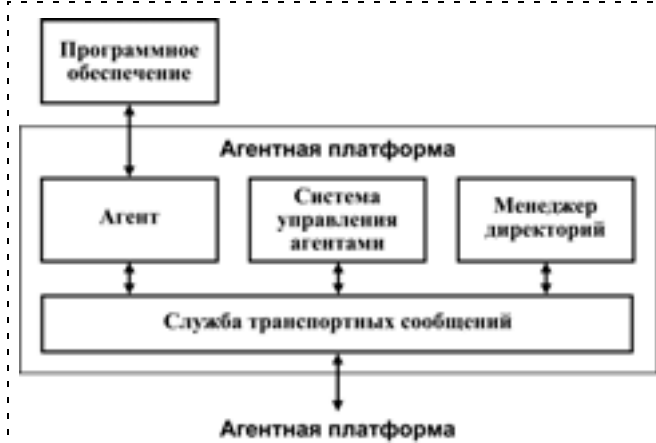 Программное
обеспечение
Агентная платформа
Агент
Система
управления
агентами
Менеджер
директорий
Служба транспортных сообщений
Агентная платформа